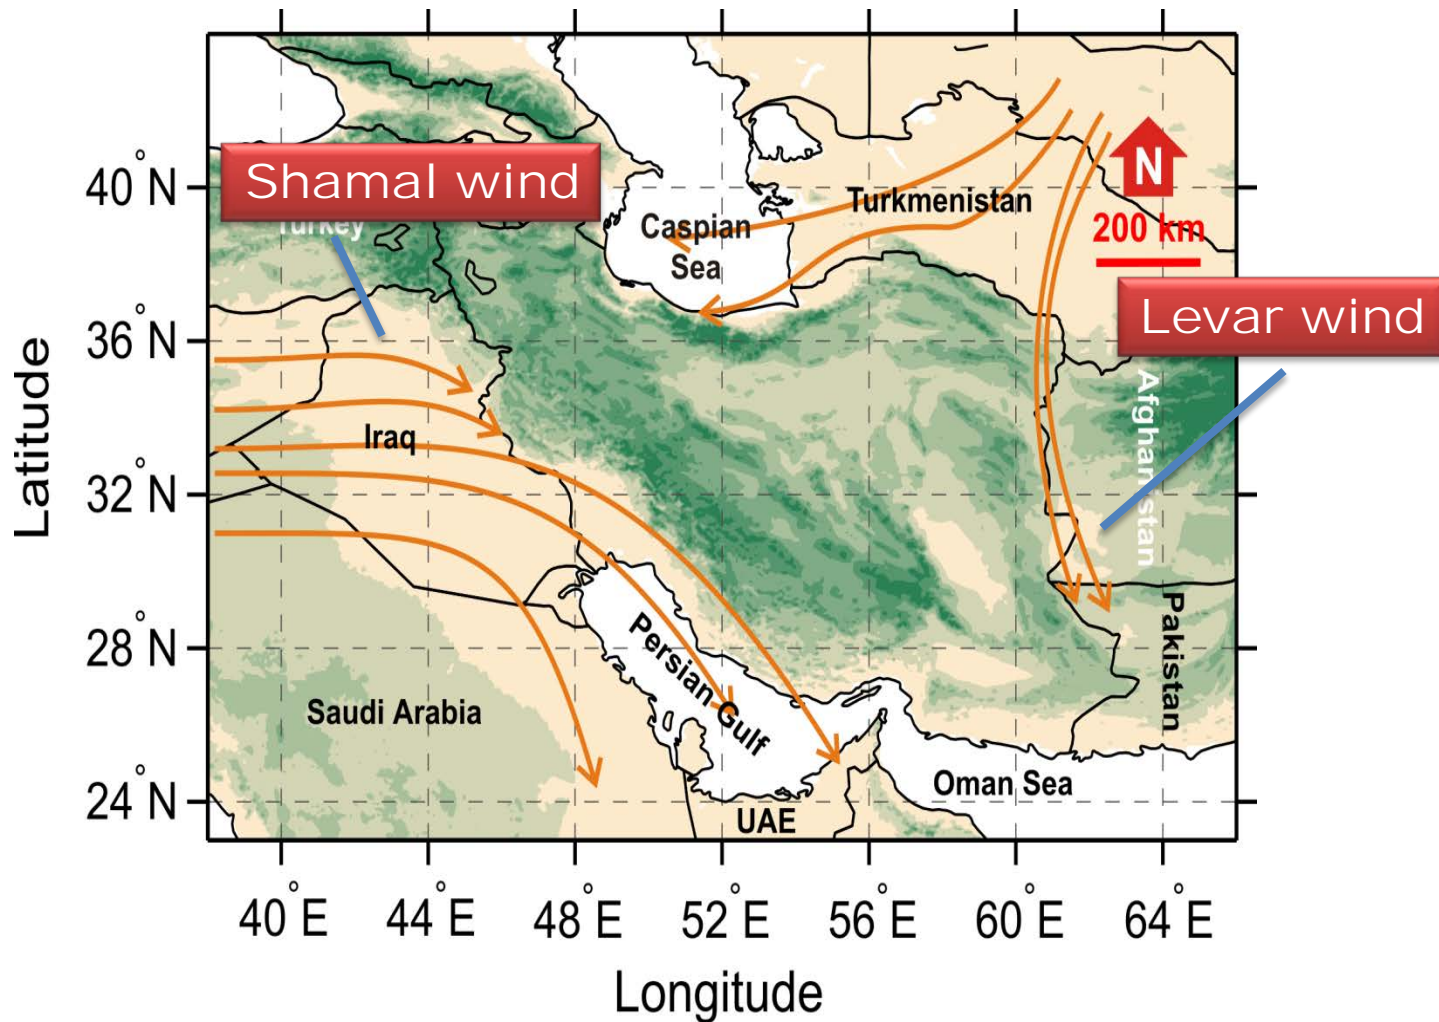 Shamal wind
Turkey
Caspian
Sea
Turkmenistan
N
200 km
Levar wind
Afghanistan
Iraq
Persian Gulf
Pakistan
Saudi Arabia
Oman Sea
UAE
40°N
36°N
32°N
28°N
24°N
Latitude
40°E 44°E 48°E 52°E 56°E 60°E 64°E
Longitude